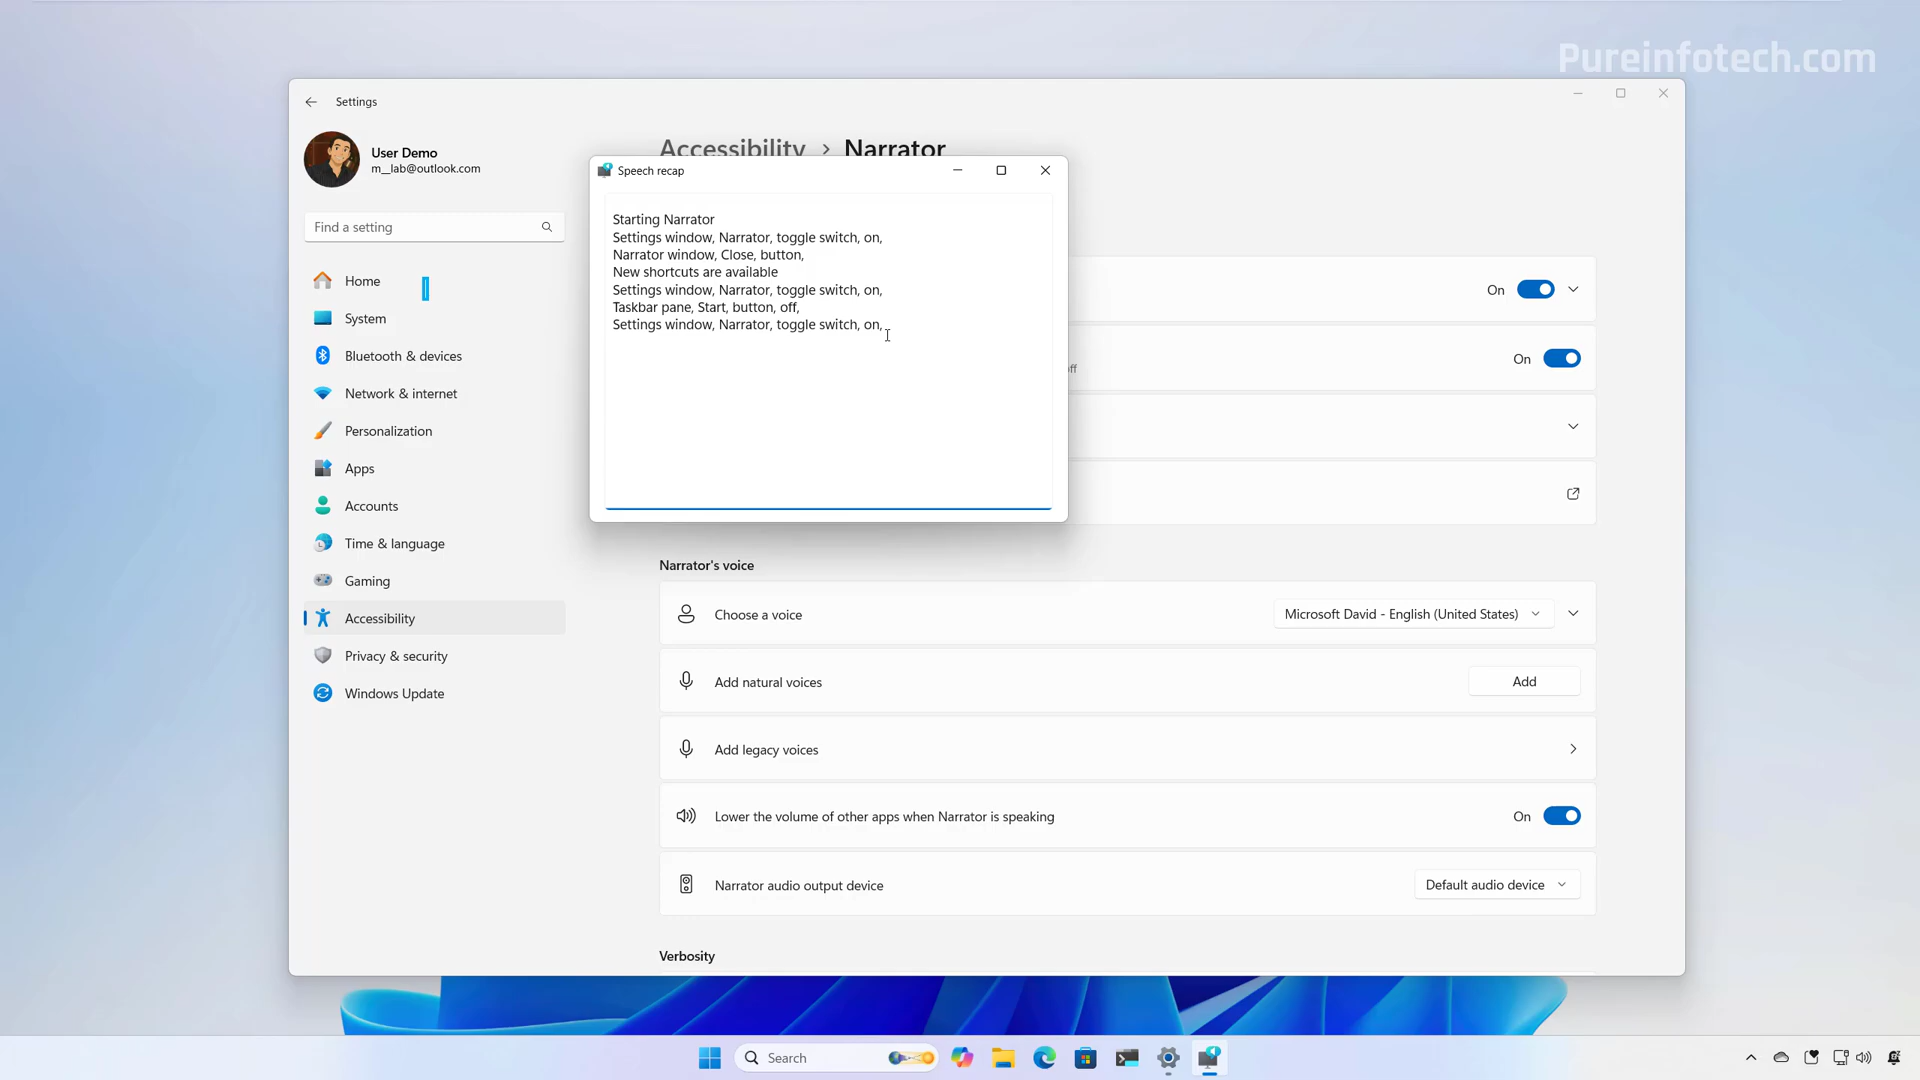 Pureinfotech.com
Settings
User Demo
m__lab@outlook.com
Find a setting
Home
System
Bluetooth & devices
Network & internet
Personalization
Apps
Accounts
Time & language
Gaming
Accessibility
Privacy & security
Windows Update
Accessibility > Narrator
Speech recap
Starting Narrator
Settings window, Narrator, toggle switch, on,
Narrator window, Close, button,
New shortcuts are available
Settings window, Narrator, toggle switch, on,
Taskbar pane, Start, button, off,
Settings window, Narrator, toggle switch, on,
On
On
Narrator's voice
Choose a voice
Microsoft David - English (United States)
Add natural voices
Add
Add legacy voices
Lower the volume of other apps when Narrator is speaking
On
Narrator audio output device
Default audio device
Verbosity
Search